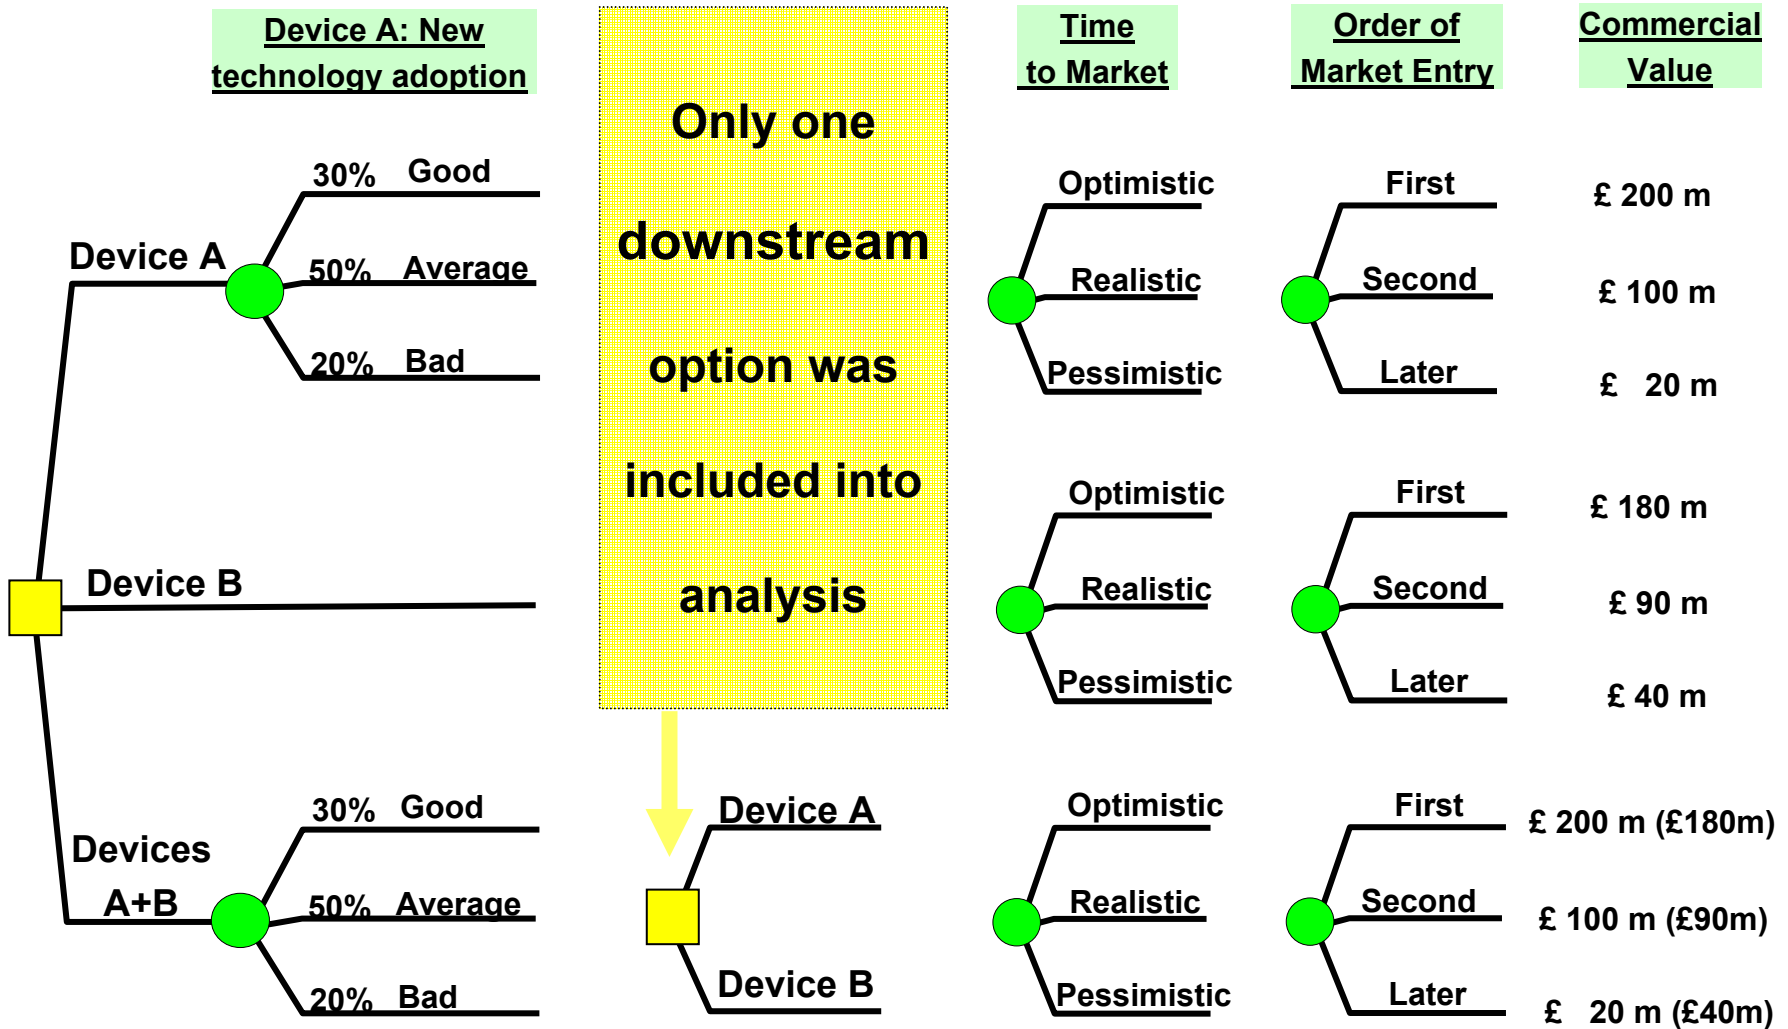 Device A: New
technology adoption
Only one
downstream
option was
included into
analysis
Time
to Market
Order of
Market Entry
Commercial
Value
Device A
30% Good
50% Average
20% Bad
Optimistic
Realistic
Pessimistic
First
Second
Later
£ 200 m
£ 100 m
£ 20 m
Device B
Optimistic
Realistic
Pessimistic
First
Second
Later
£ 180 m
£ 90 m
£ 40 m
Devices
A+B
30% Good
50% Average
20% Bad
Device A
Device B
Optimistic
Realistic
Pessimistic
First
Second
Later
£ 200 m (£180m)
£ 100 m (£90m)
£ 20 m (£40m)